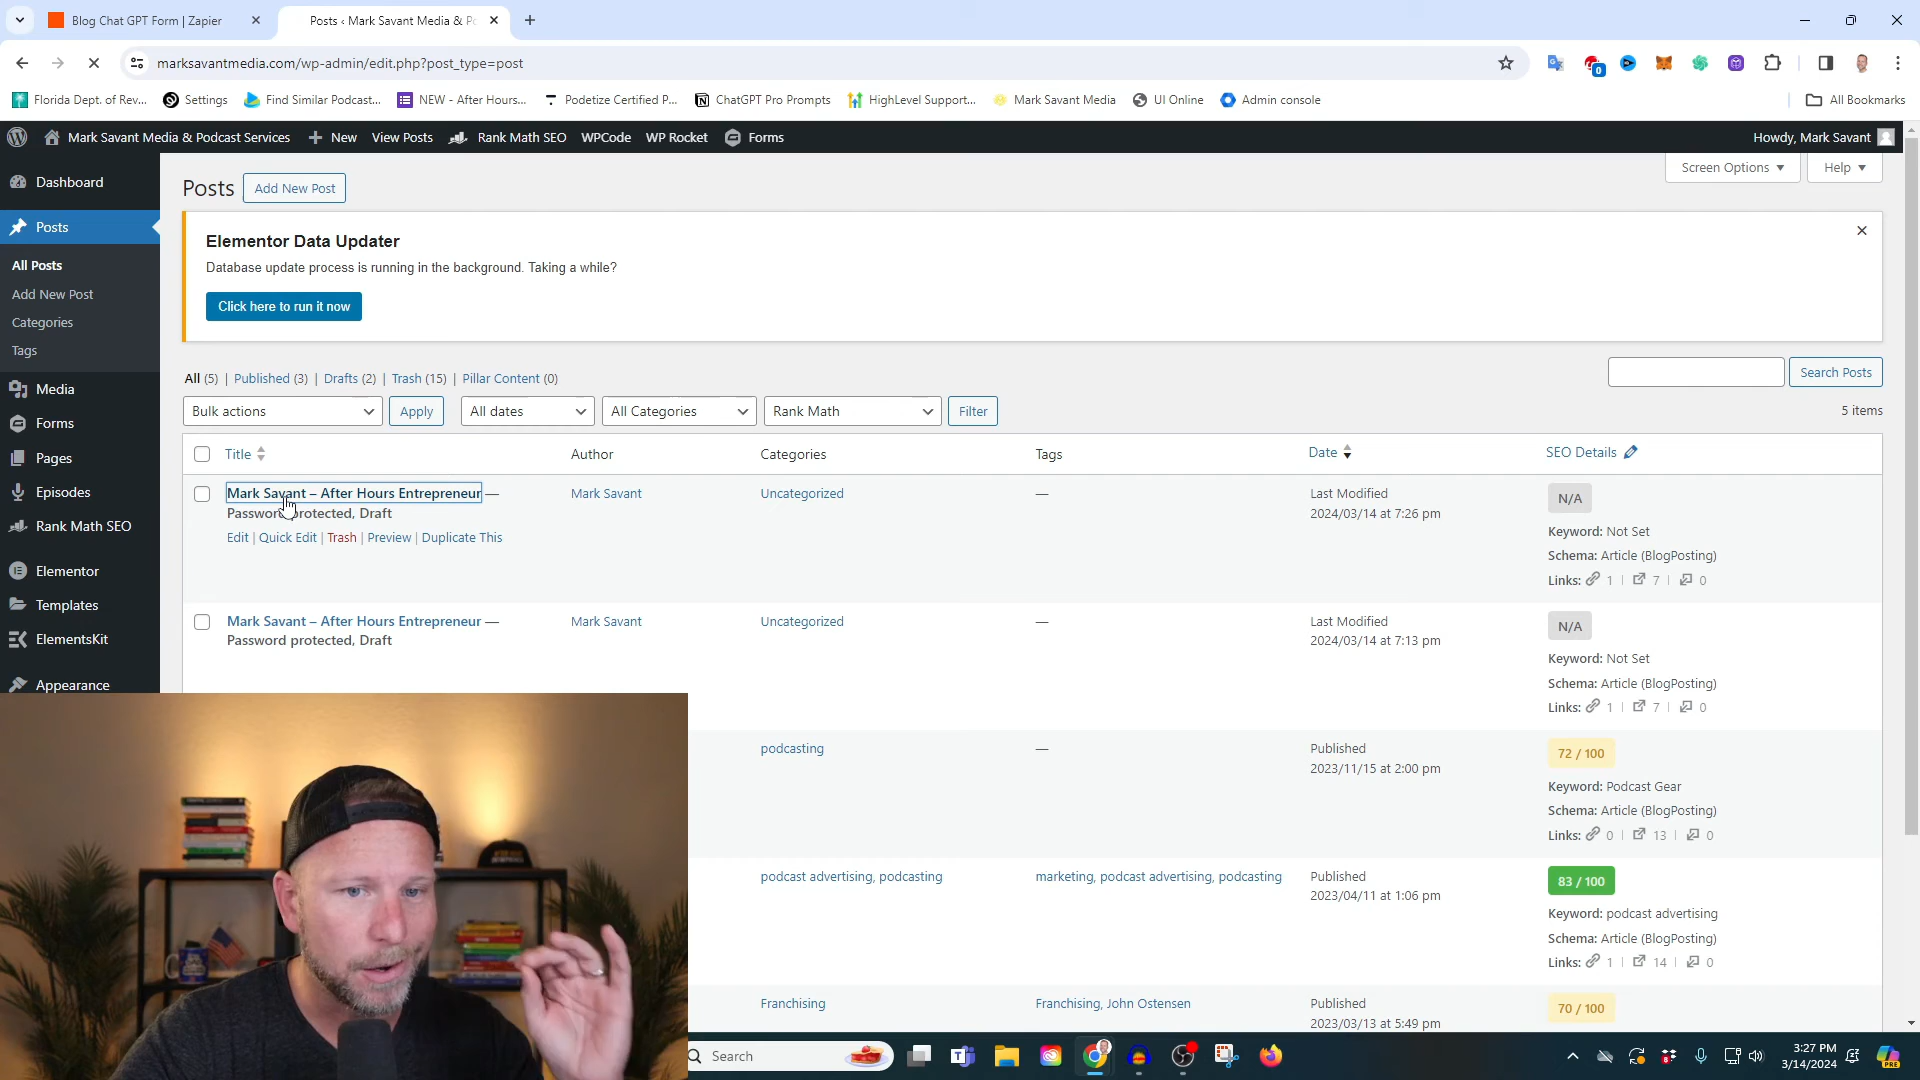 Blog Chat GPT Form | Zapier
Posts ‹ Mark Savant Media & Po
marksavantmedia.com/wp-admin/edit.php?post_type=post
0
Florida Dept. of Rev...
Settings
Find Similar Podcast...
NEW - After Hours...
Podetize Certified P...
ChatGPT Pro Prompts
HighLevel Support...
Mark Savant Media
UI Online
Admin console
All Bookmarks
Mark Savant Media & Podcast Services
New
View Posts
Rank Math SEO
WPCode
WP Rocket
Forms
Howdy, Mark Savant
Dashboard
Posts
All Posts
Add New Post
Categories
Tags
Media
Forms
Pages
Episodes
Rank Math SEO
Elementor
Templates
ElementsKit
Appearance
Posts
Add New Post
Screen Options
Help
Elementor Data Updater
Database update process is running in the background. Taking a while?
Click here to run it now
All (5) | Published (3) | Drafts (2) | Trash (15) | Pillar Content (0)
Search Posts
Bulk actions
Apply
All dates
All Categories
Rank Math
Filter
5 items
Title
Author
Categories
Tags
Date
SEO Details
Mark Savant – After Hours Entrepreneur —
Password protected, Draft
Edit | Quick Edit | Trash | Preview | Duplicate This
Mark Savant
Uncategorized
—
Last Modified
2024/03/14 at 7:26 pm
N/A
Keyword: Not Set
Schema: Article (BlogPosting)
Links: 1 | 7 | 0
Mark Savant – After Hours Entrepreneur —
Password protected, Draft
Mark Savant
Uncategorized
—
Last Modified
2024/03/14 at 7:13 pm
N/A
Keyword: Not Set
Schema: Article (BlogPosting)
Links: 1 | 7 | 0
podcasting
—
Published
2023/11/15 at 2:00 pm
72 / 100
Keyword: Podcast Gear
Schema: Article (BlogPosting)
Links: 0 | 13 | 0
podcast advertising, podcasting
marketing, podcast advertising, podcasting
Published
2023/04/11 at 1:06 pm
83 / 100
Keyword: podcast advertising
Schema: Article (BlogPosting)
Links: 1 | 14 | 0
Franchising
Franchising, John Ostensen
Published
2023/03/13 at 5:49 pm
70 / 100
Search
3:27 PM
3/14/2024